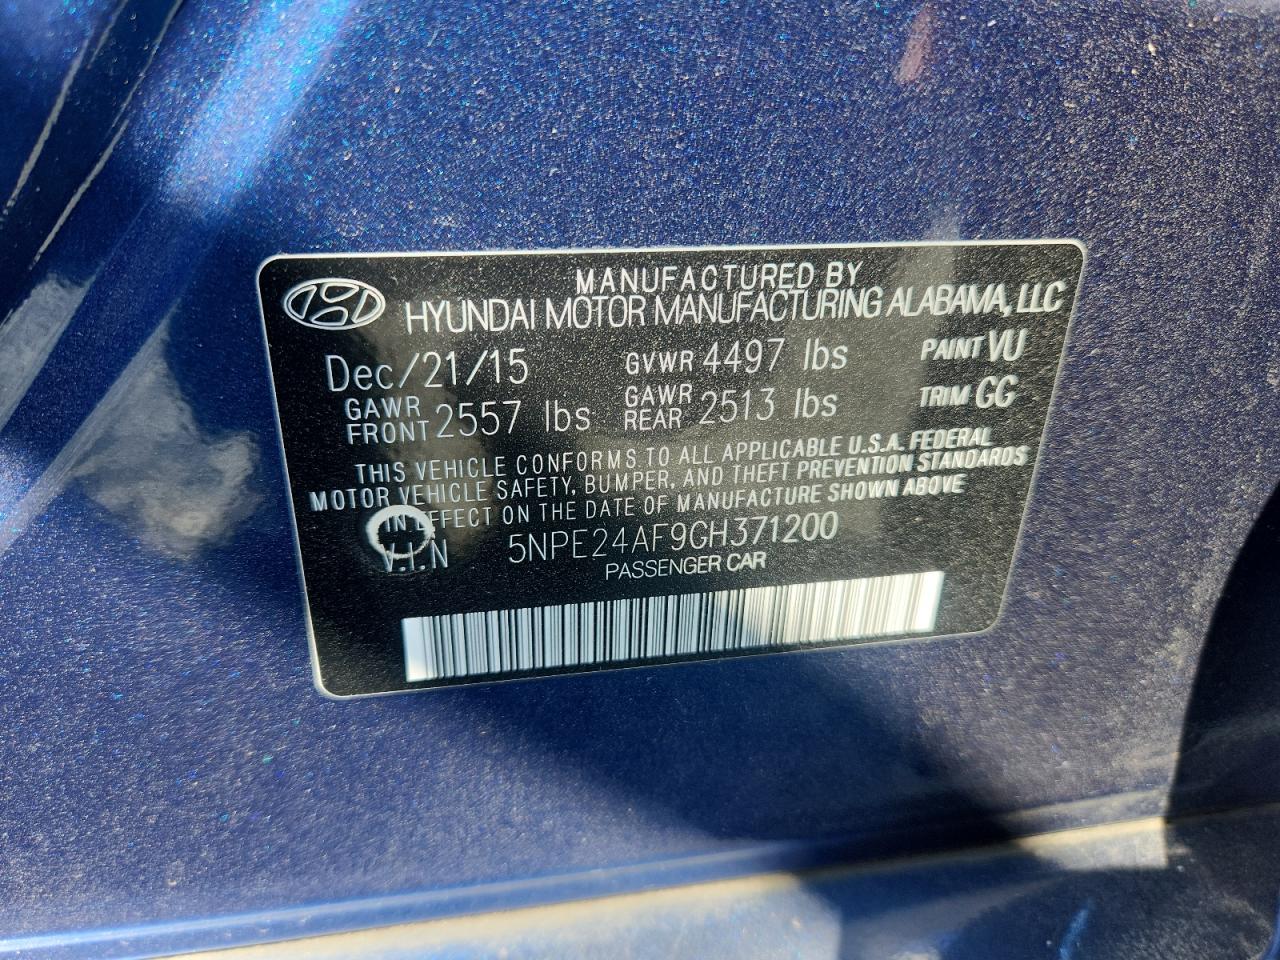 MANUFACTURED BY
HYUNDAI MOTOR MANUFACTURING ALABAMA, LLC
Dec/21/15 GVWR 4497 lbs PAINT VU
GAWR FRONT 2557 lbs GAWR REAR 2513 lbs TRIM GG
THIS VEHICLE CONFORMS TO ALL APPLICABLE U.S.A. FEDERAL
MOTOR VEHICLE SAFETY, BUMPER, AND THEFT PREVENTION STANDARDS
IN EFFECT ON THE DATE OF MANUFACTURE SHOWN ABOVE
V.I.N 5NPE24AF9GH371200
PASSENGER CAR